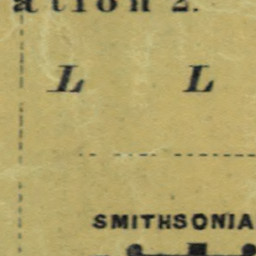 ation 2.
L L
SMITHSONIA